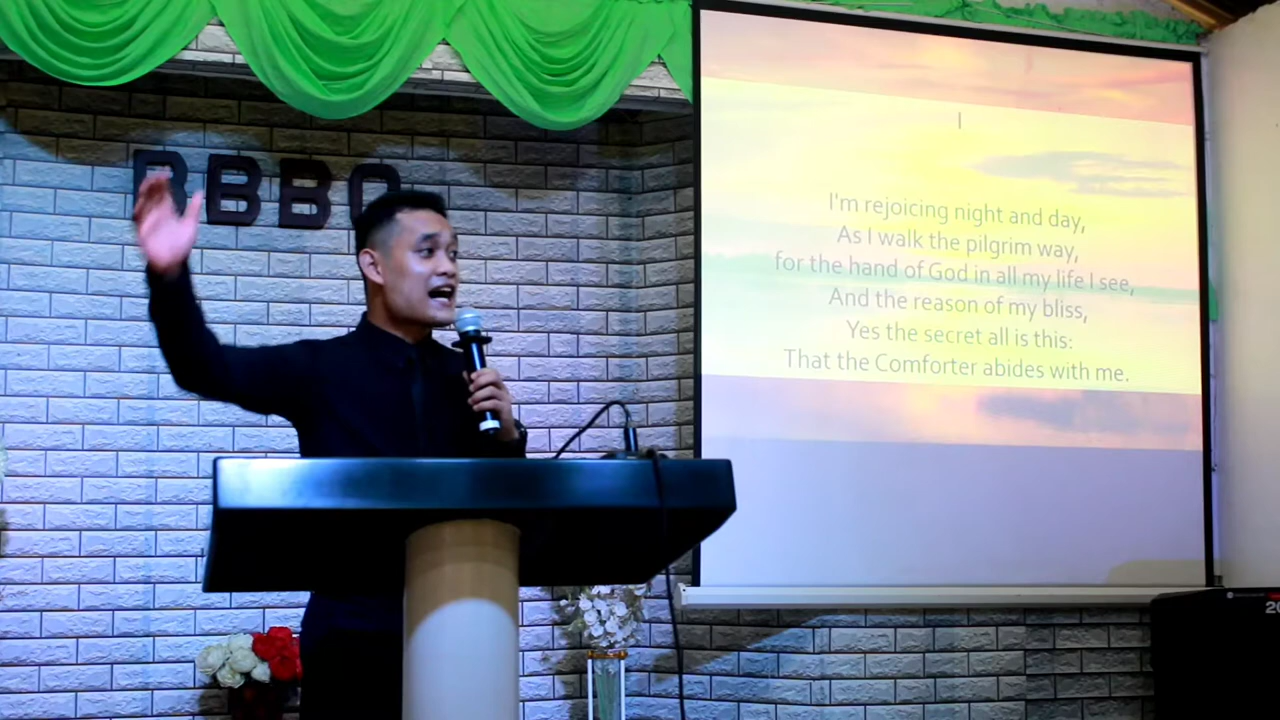 BBBC
I
I'm rejoicing night and day,
As I walk the pilgrim way,
for the hand of God in all my life I see,
And the reason of my bliss,
Yes the secret all is this:
That the Comforter abides with me.